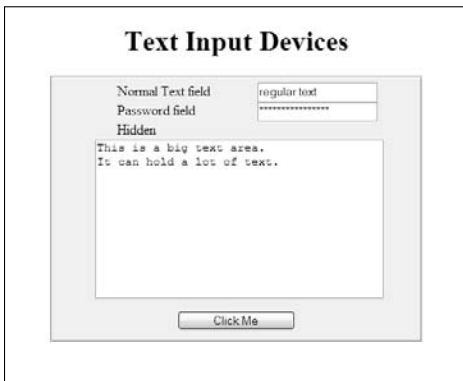 Text Input Devices
Normal Text field regular text
Password field ***************
Hidden
This is a big text area.
It can hold a lot of text.
Click Me